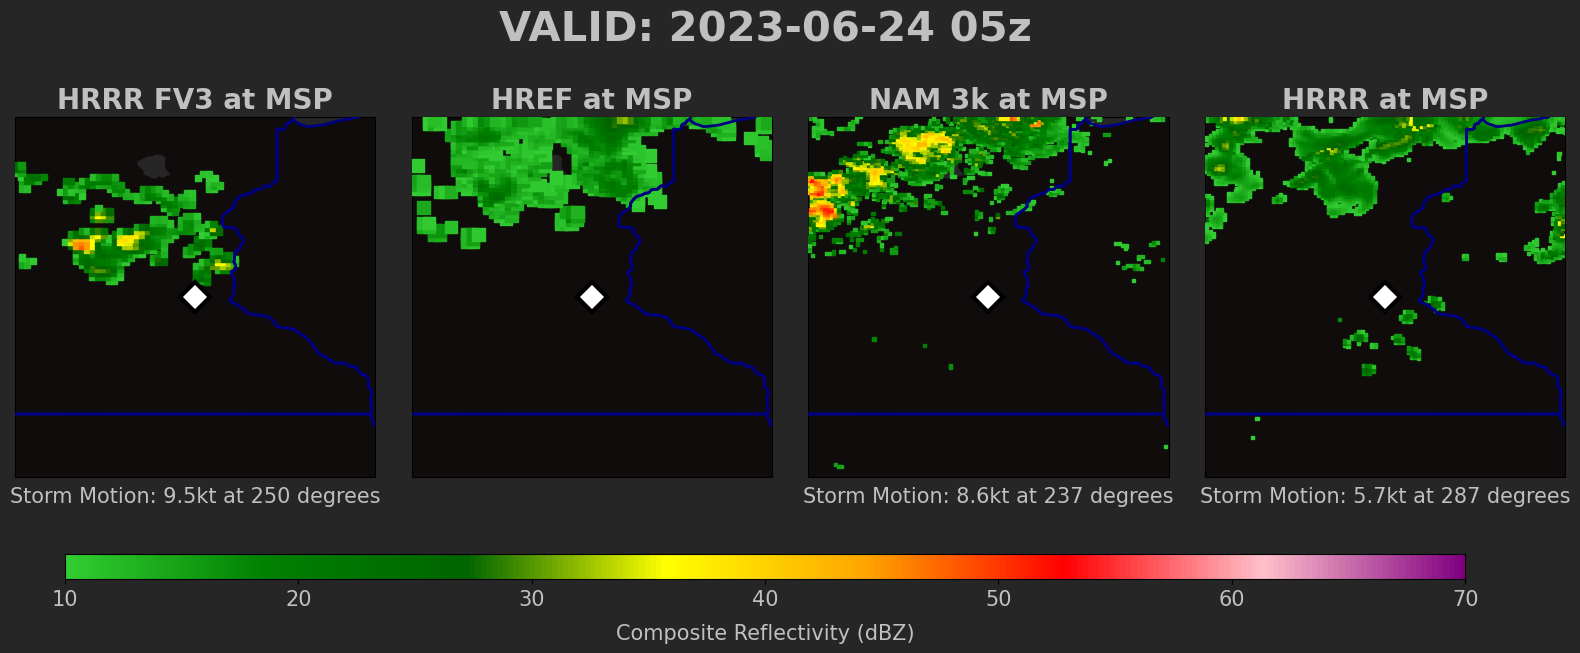 VALID: 2023-06-24 05z
HRRR FV3 at MSP
HREF at MSP
NAM 3k at MSP
HRRR at MSP
Storm Motion: 9.5kt at 250 degrees
Storm Motion: 8.6kt at 237 degrees
Storm Motion: 5.7kt at 287 degrees
10 20 30 40 50 60 70
Composite Reflectivity (dBZ)